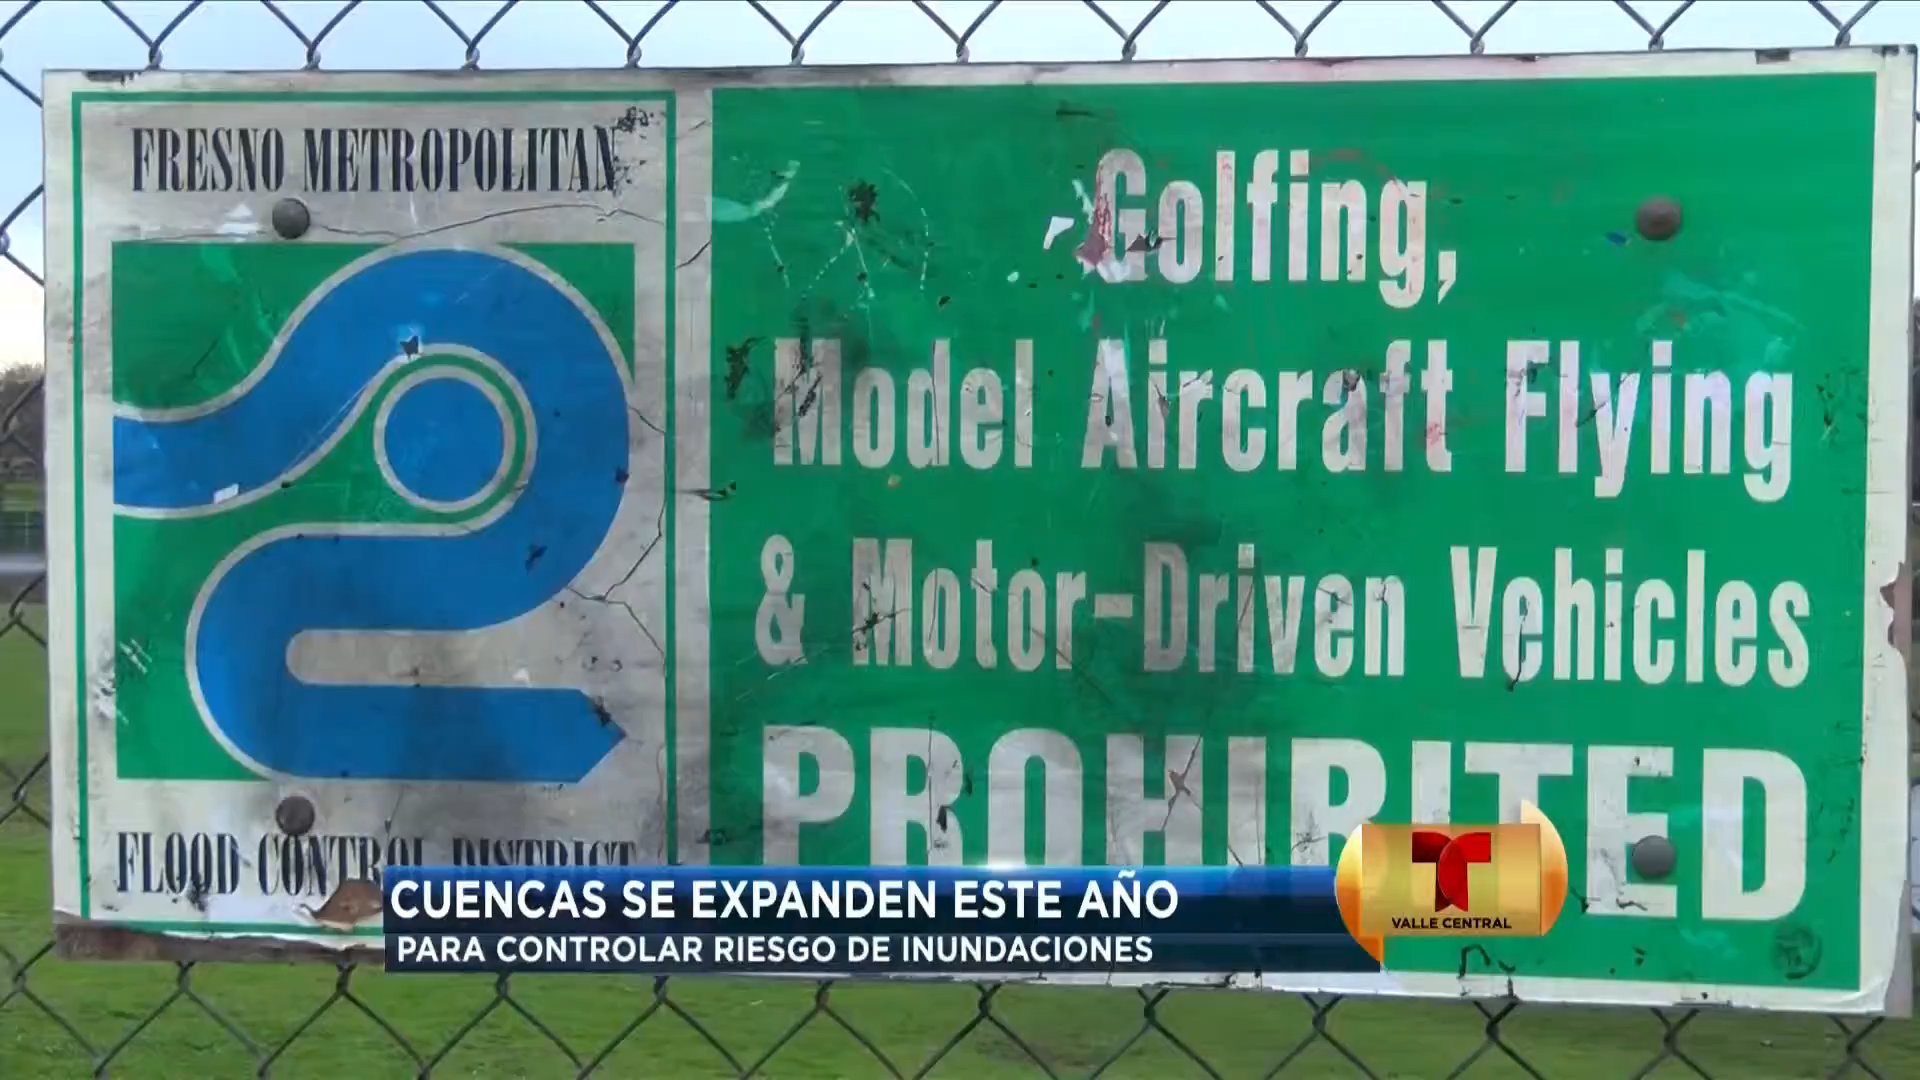 FRESNO METROPOLITAN
FLOOD CONTROL DISTRICT
Golfing,
Model Aircraft Flying
& Motor-Driven Vehicles
PROHIBITED
CUENCAS SE EXPANDEN ESTE AÑO
PARA CONTROLAR RIESGO DE INUNDACIONES
T
VALLE CENTRAL